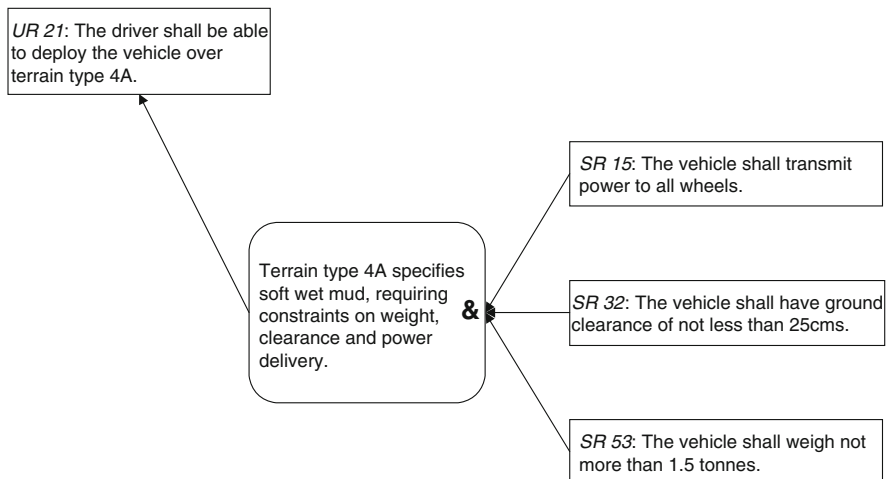 UR 21: The driver shall be able
to deploy the vehicle over
terrain type 4A.
SR 15: The vehicle shall transmit
power to all wheels.
Terrain type 4A specifies
soft wet mud, requiring
constraints on weight,
clearance and power
delivery.
&
SR 32: The vehicle shall have ground
clearance of not less than 25cms.
SR 53: The vehicle shall weigh not
more than 1.5 tonnes.